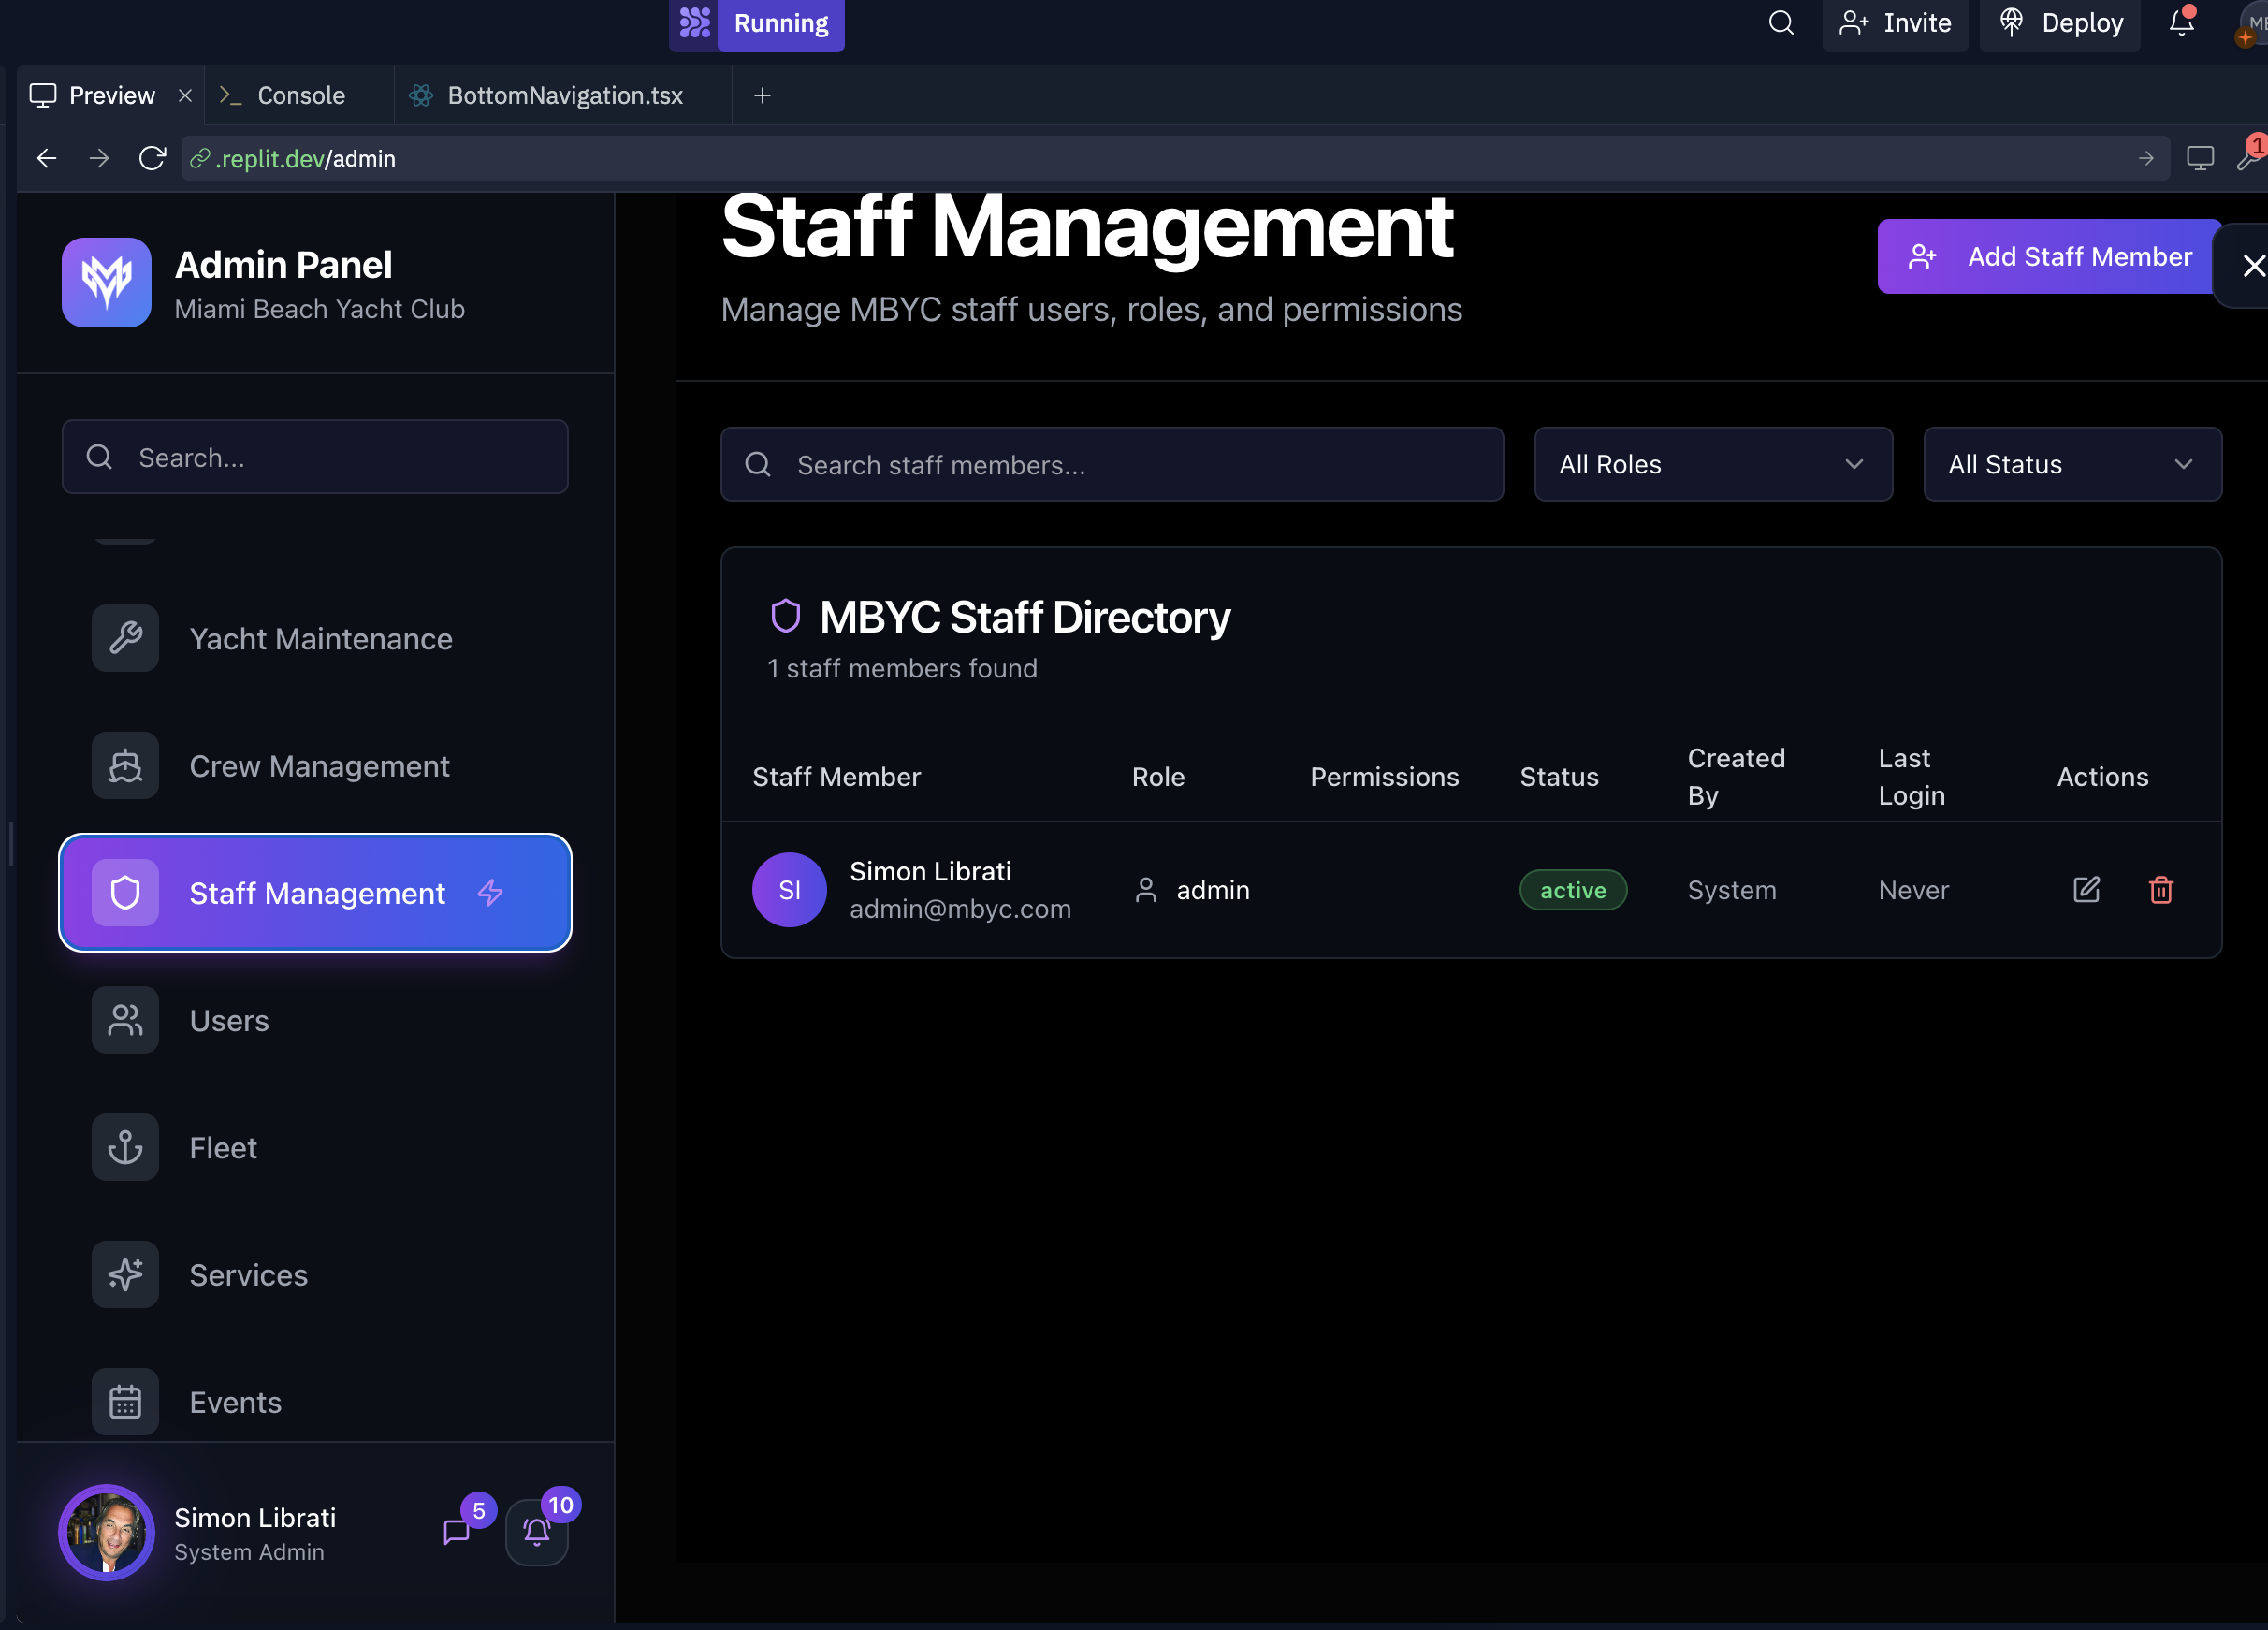 Running
Invite
Deploy
ME
Preview
Console
BottomNavigation.tsx
.replit.dev/admin
1
Admin Panel
Miami Beach Yacht Club
Search...
Yacht Maintenance
Crew Management
Staff Management
Users
Fleet
Services
Events
Simon Librati
System Admin
5
10
Staff Management
Manage MBYC staff users, roles, and permissions
Add Staff Member
Search staff members...
All Roles
All Status
MBYC Staff Directory
1 staff members found
Staff Member Role Permissions Status Created By Last Login Actions
SI
Simon Librati
admin@mbyc.com
admin
active
System
Never